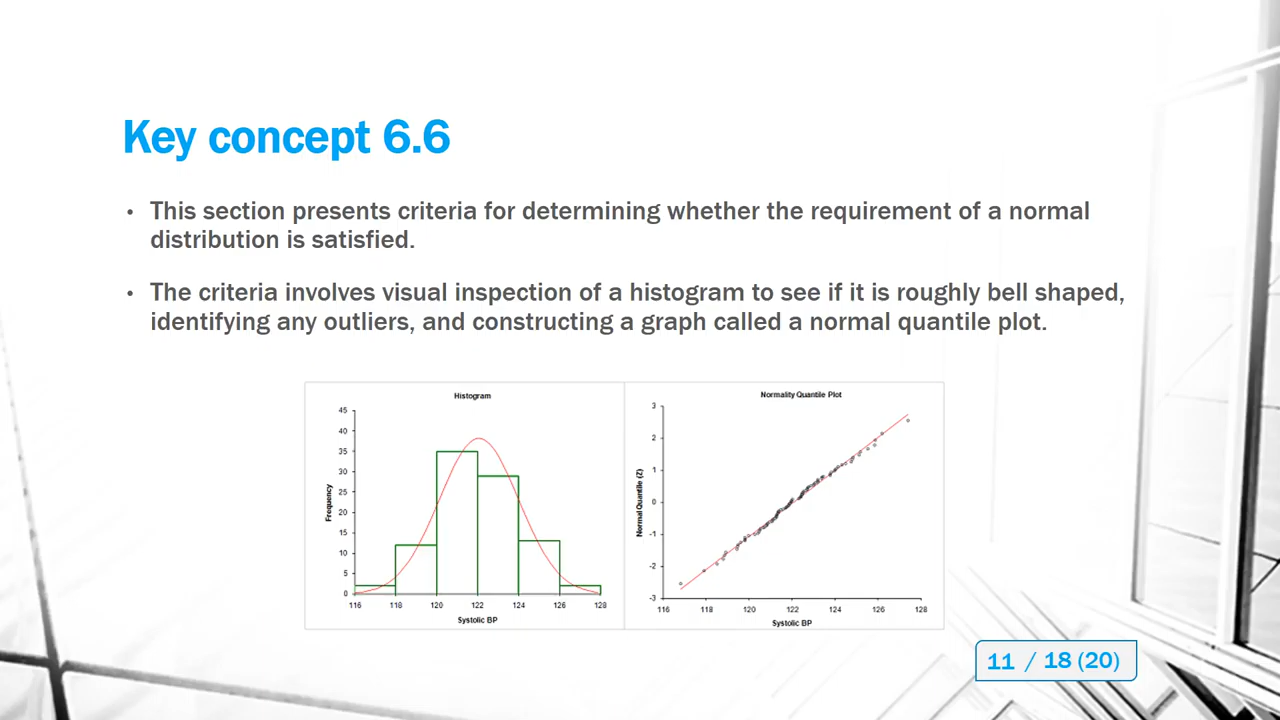 Key concept 6.6
• This section presents criteria for determining whether the requirement of a normal
distribution is satisfied.
• The criteria involves visual inspection of a histogram to see if it is roughly bell shaped,
identifying any outliers, and constructing a graph called a normal quantile plot.
Histogram
45
40
35
30
25
20
15
10
5
0
Frequency
116 118 120 122 124 126 128
Systolic BP
Normality Quantile Plot
3
2
1
0
-1
-2
-3
Normal Quantile (Z)
116 118 120 122 124 126 128
Systolic BP
11 / 18 (20)